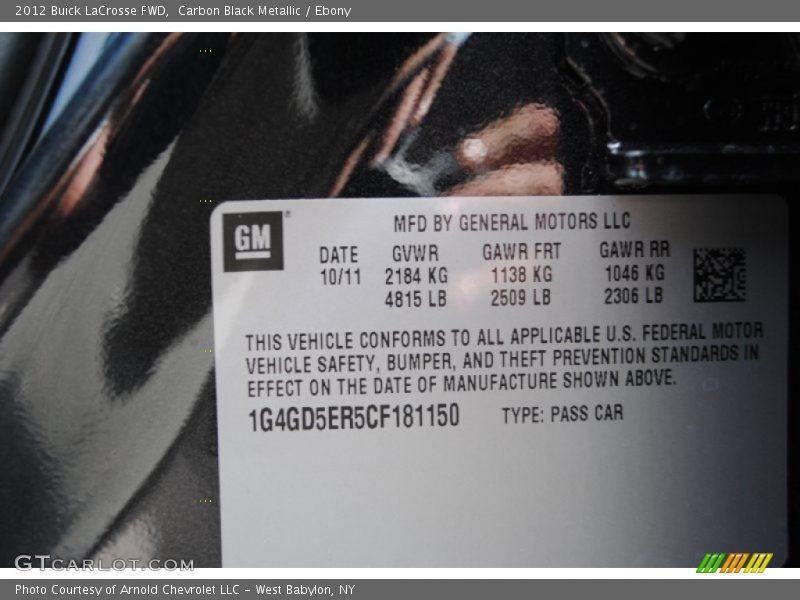 2012 Buick LaCrosse FWD,  Carbon Black Metallic / Ebony
GM
MFD BY GENERAL MOTORS LLC
DATE GVWR GAWR FRT GAWR RR
10/11 2184 KG 1138 KG 1046 KG
4815 LB 2509 LB 2306 LB
THIS VEHICLE CONFORMS TO ALL APPLICABLE U.S. FEDERAL MOTOR
VEHICLE SAFETY, BUMPER, AND THEFT PREVENTION STANDARDS IN
EFFECT ON THE DATE OF MANUFACTURE SHOWN ABOVE.
1G4GD5ER5CF181150 TYPE: PASS CAR
GTCARLOT.COM
Photo Courtesy of Arnold Chevrolet LLC - West Babylon, NY